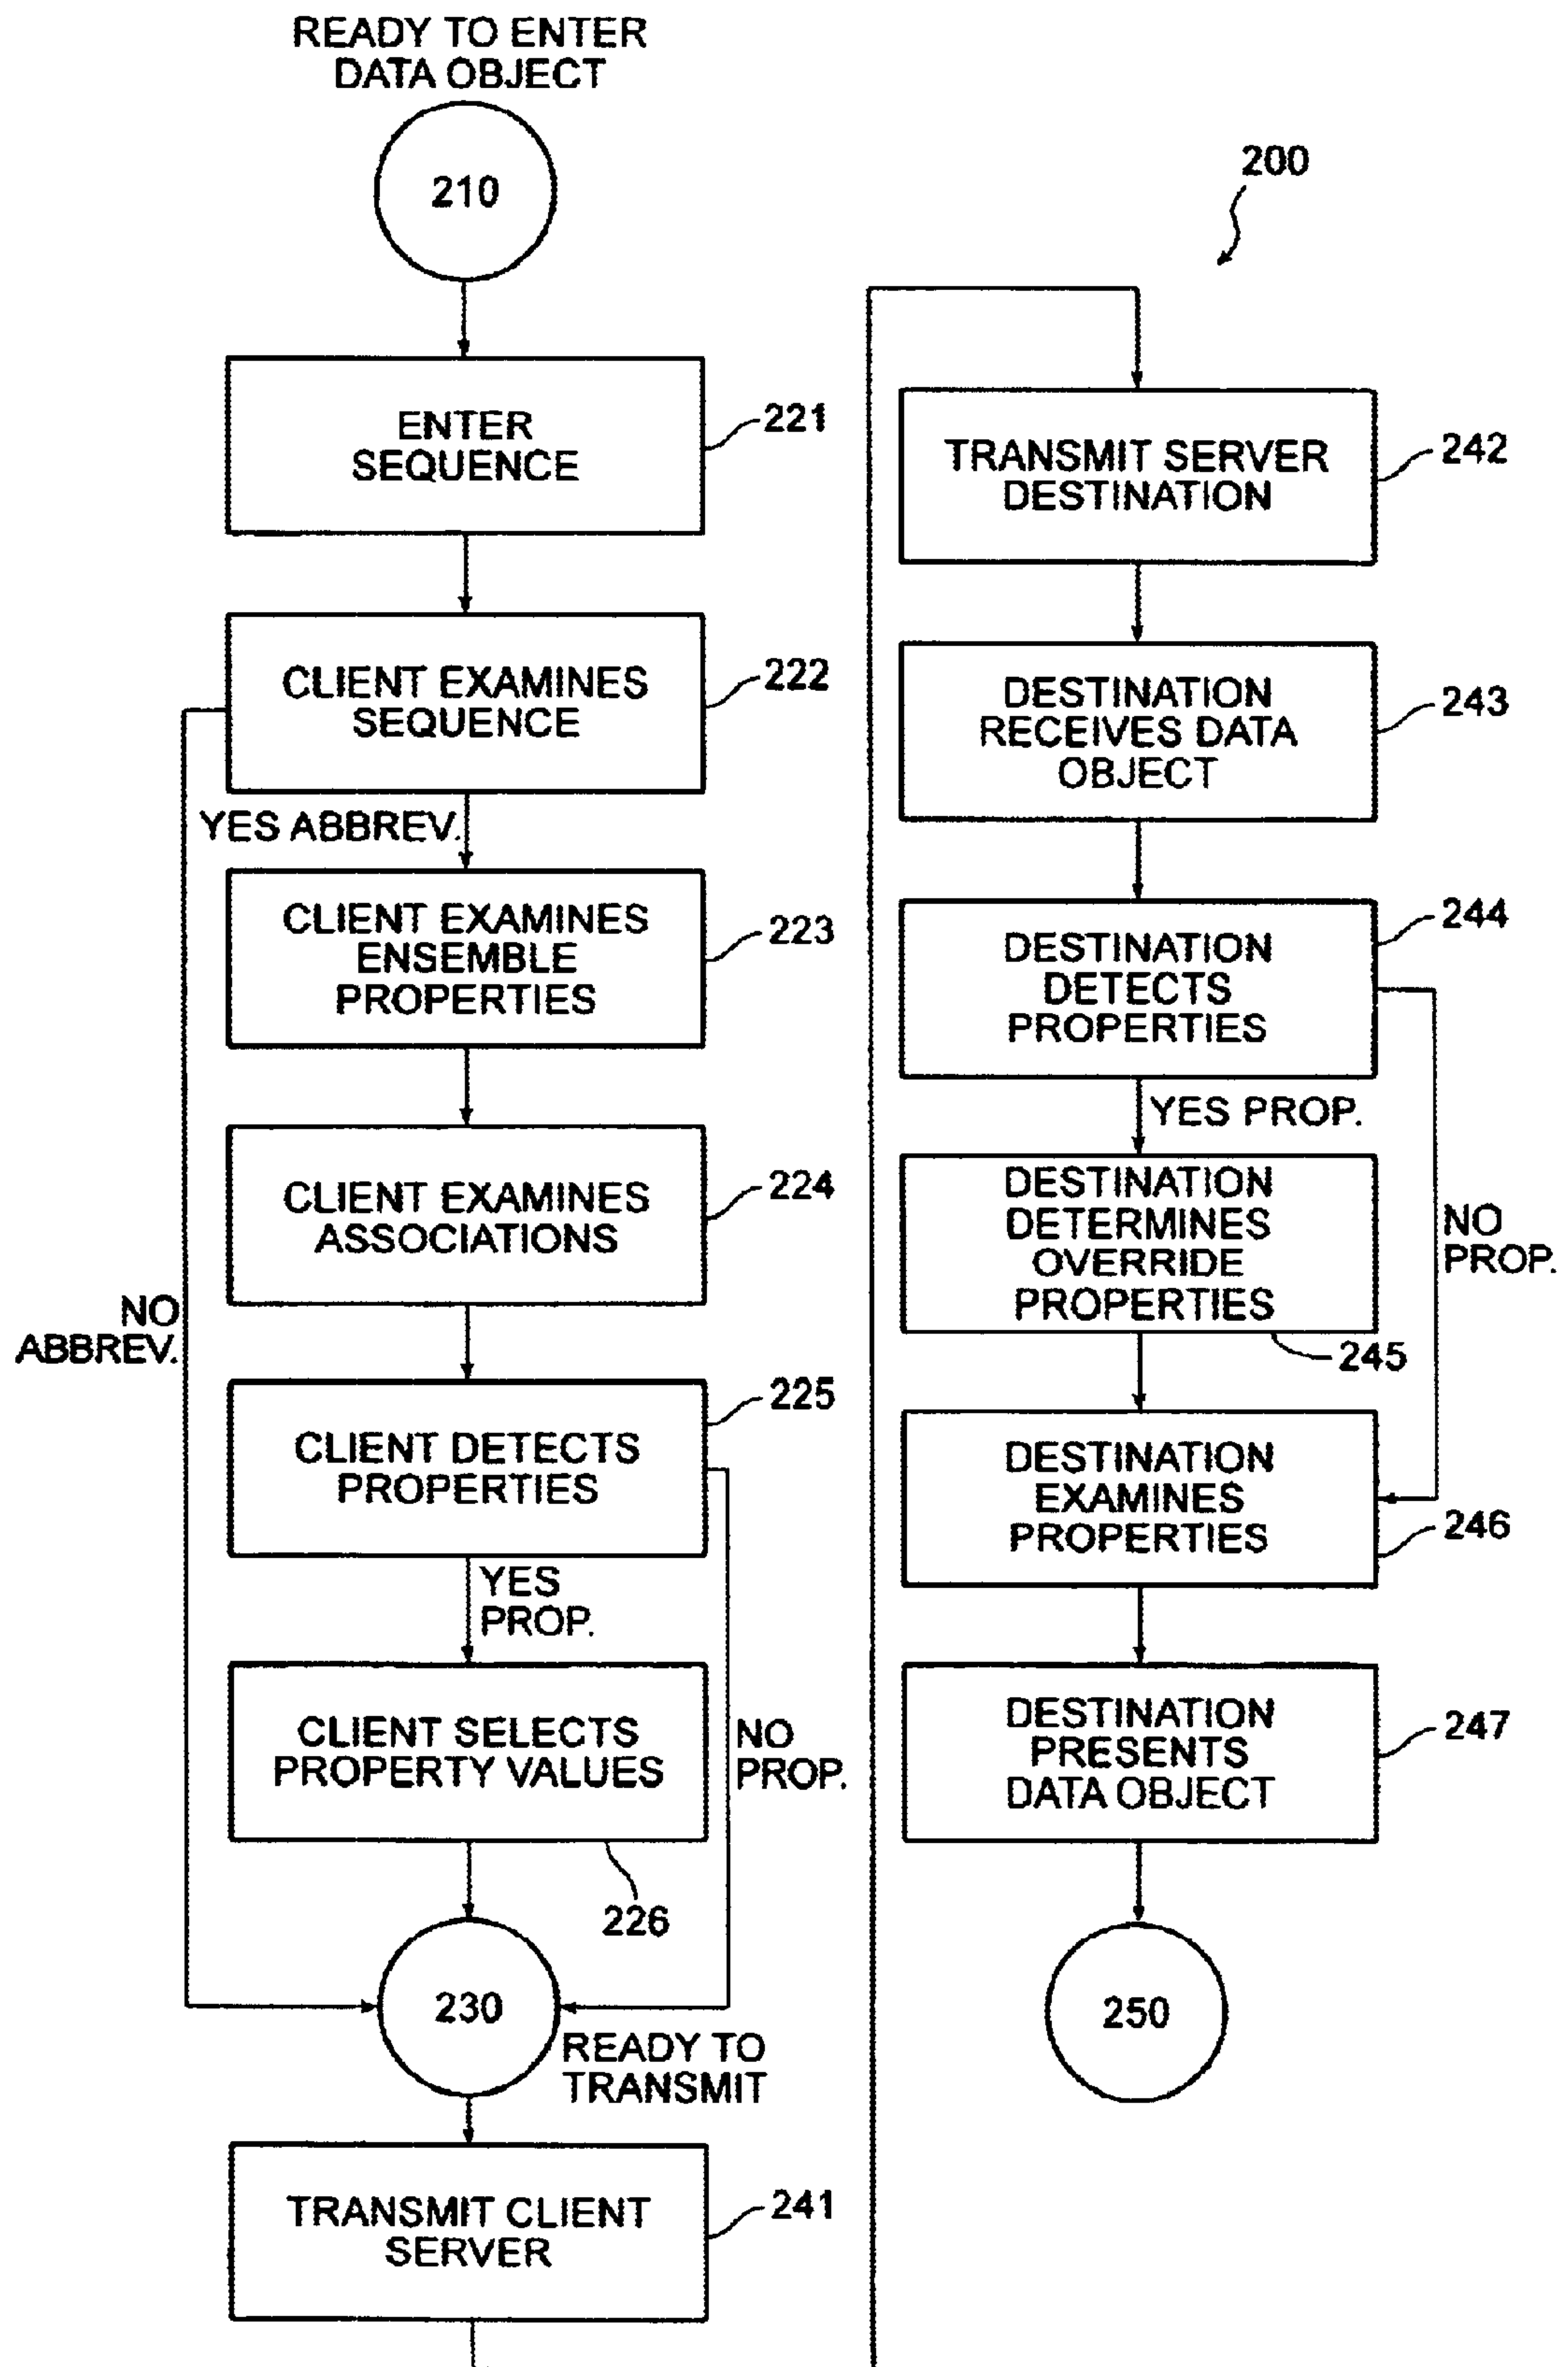 READY TO ENTER
DATA OBJECT
210
ENTER
SEQUENCE
221
CLIENT EXAMINES
SEQUENCE
222
YES ABBREV.
CLIENT EXAMINES
ENSEMBLE
PROPERTIES
223
CLIENT EXAMINES
ASSOCIATIONS
224
NO
ABBREV.
CLIENT DETECTS
PROPERTIES
225
YES
PROP.
CLIENT SELECTS
PROPERTY VALUES
226
NO
PROP.
230
READY TO
TRANSMIT
TRANSMIT CLIENT
SERVER
241
200
TRANSMIT SERVER
DESTINATION
242
DESTINATION
RECEIVES DATA
OBJECT
243
DESTINATION
DETECTS
PROPERTIES
244
YES PROP.
DESTINATION
DETERMINES
OVERRIDE
PROPERTIES
245
NO
PROP.
DESTINATION
EXAMINES
PROPERTIES
246
DESTINATION
PRESENTS
DATA OBJECT
247
250